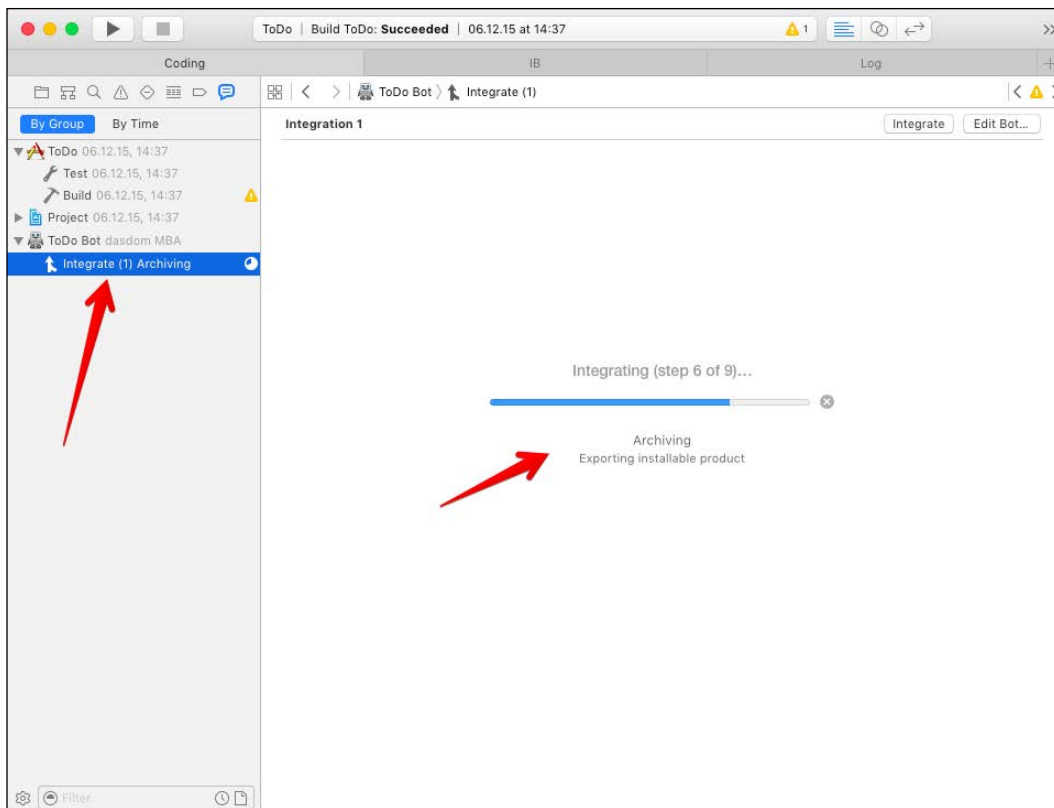 ToDo | Build ToDo: Succeeded | 06.12.15 at 14:37 1
Coding IB Log
ToDo Bot Integrate (1)
By Group By Time
Integration 1 Integrate Edit Bot...
ToDo 06.12.15, 14:37
Test 06.12.15, 14:37
Build 06.12.15, 14:37
Project 06.12.15, 14:37
ToDo Bot dasdom MBA
Integrate (1) Archiving
Integrating (step 6 of 9)...
Archiving
Exporting installable product
Filter